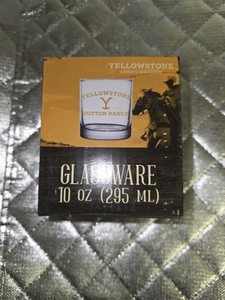 YELLOWSTONE
YELLOWSTONE
Y
DUTTON RANCH
GLASSWARE
10 OZ (295 ML)